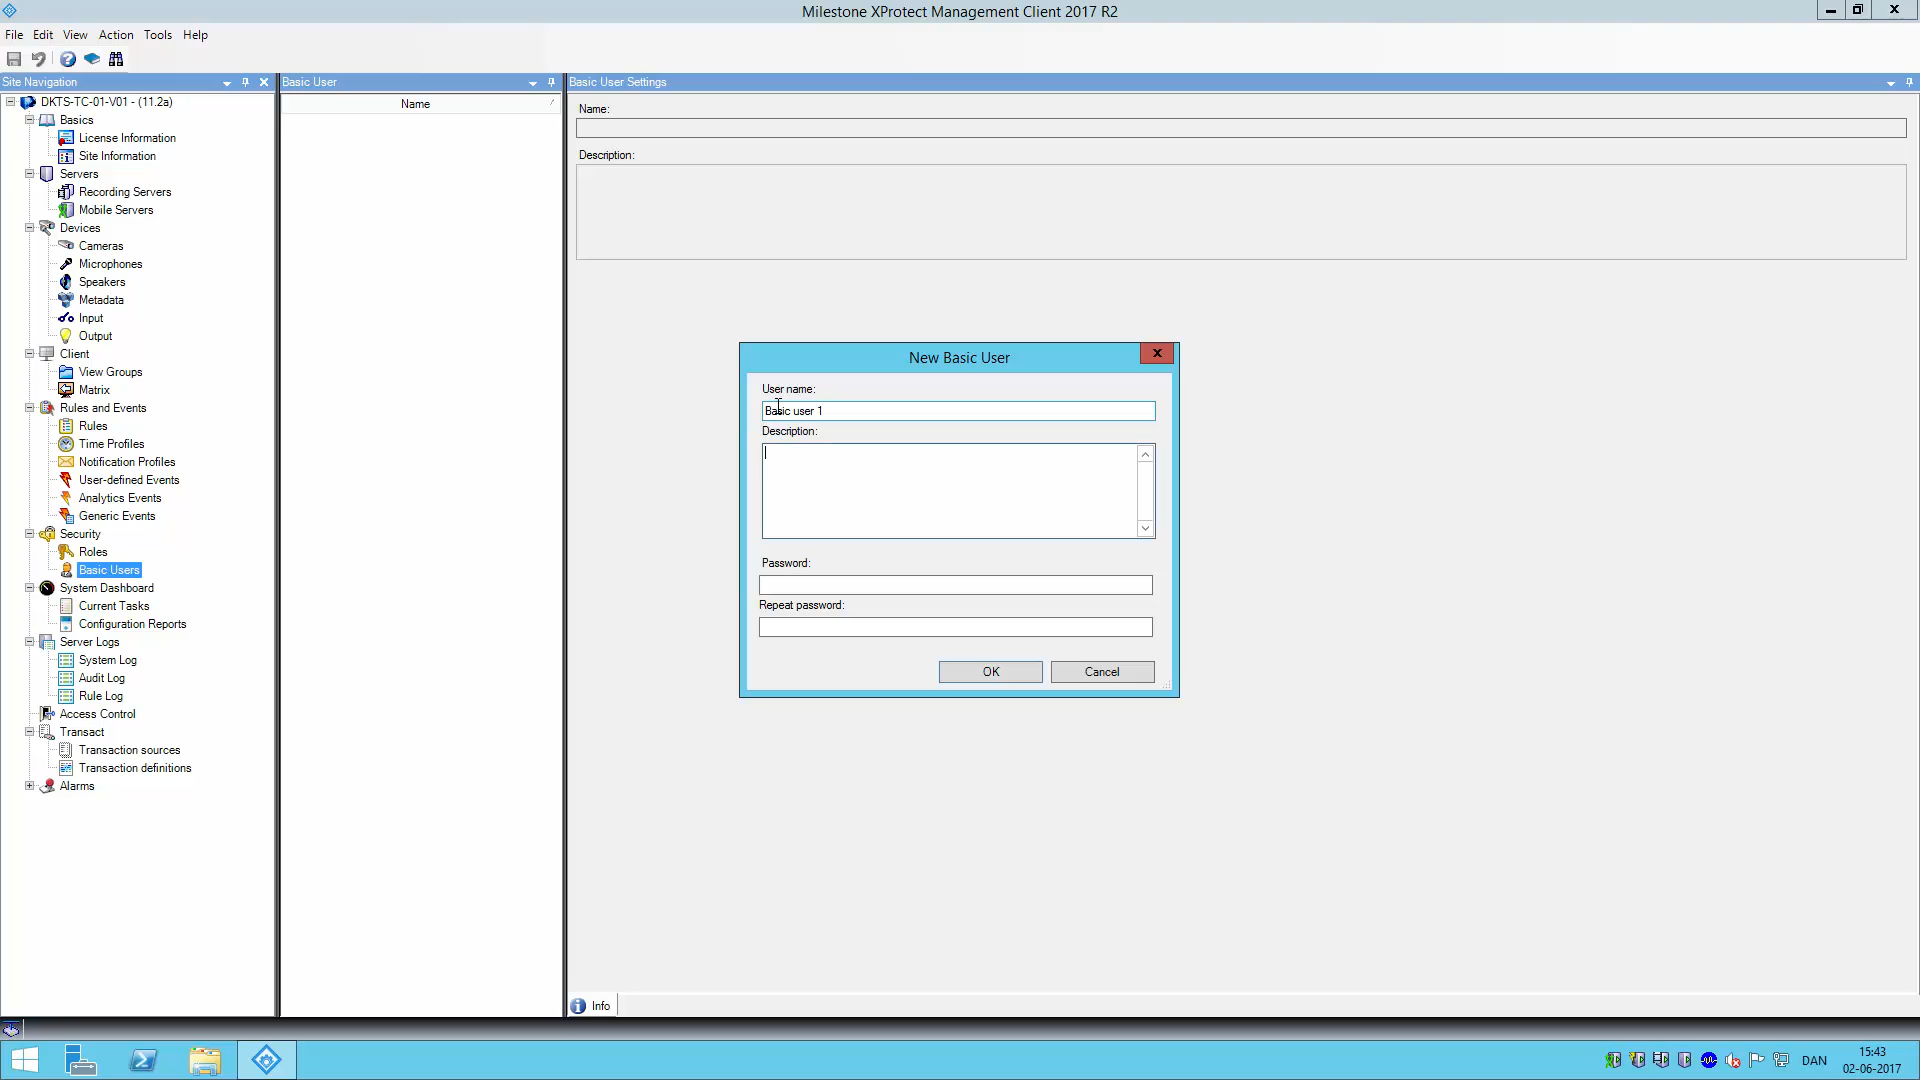 Milestone XProtect Management Client 2017 R2
File Edit View Action Tools Help
Site Navigation
DKTS-TC-01-V01 - (11.2a)
Basics
License Information
Site Information
Servers
Recording Servers
Mobile Servers
Devices
Cameras
Microphones
Speakers
Metadata
Input
Output
Client
View Groups
Matrix
Rules and Events
Rules
Time Profiles
Notification Profiles
User-defined Events
Analytics Events
Generic Events
Security
Roles
Basic Users
System Dashboard
Current Tasks
Configuration Reports
Server Logs
System Log
Audit Log
Rule Log
Access Control
Transact
Transaction sources
Transaction definitions
Alarms
Basic User
Name
Basic User Settings
Name:
Description:
New Basic User
User name:
Basic user 1
Description:
Password:
Repeat password:
OK Cancel
Info
DAN
15:43
02-06-2017